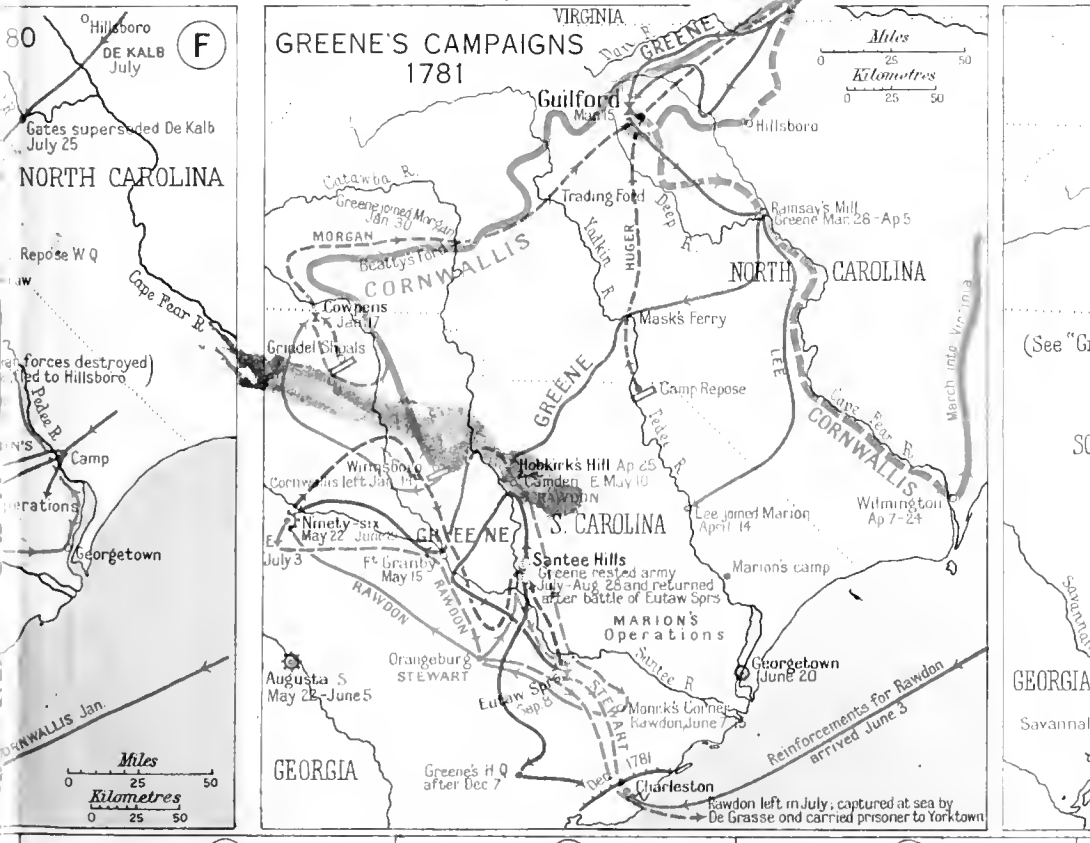 80
Hillsboro
DE KALB
July
F
Gates superseded De Kalb
July 25
NORTH CAROLINA
Repose W Q
Cape Fear R.
forces destroyed)
to Hillsboro
Pedee R.
Camp
Georgetown
CORNWALLIS Jan.
Miles
0 25 50
Kilometres
0 25 50
VIRGINIA
GREENE'S CAMPAIGNS
1781
Dan R.
GREENE
Miles
0 25 50
Kilometres
0 25 50
Guilford
Mar 15
Hillsboro
Catawba R.
Greene joined Morgan
Jan 30
MORGAN
Beatty's Ford
CORNWALLIS
Trading Ford
Yadkin R
HUGER
Deep R.
Ramsay's Mill
Greene Mar. 28-Ap 5
NORTH CAROLINA
Cowpens
Jan 17
Mask's Ferry
GREENE
LEE
Camp Repose
Pedee R
Cape Fear R.
CORNWALLIS
March into Virginia
Cornwallis left Jan
Hobkirk's Hill Ap 25
Camden E May 10
RAWDON
S. CAROLINA
Lee joined Marion
April 14
Wilmington
Ap 7-24
Ninety-six
May 22
July 3
GREENE
Ft Granby
May 15
RAWDON
RAWDON
Santee Hills
Greene rested army
July-Aug 28 and returned
after battle of Eutaw Sprs
Marion's camp
MARION'S
Operations
Santee R
Orangeburg
STEWART
Augusta S
May 22-June 5
Eutaw Sprs
Sep. 8
STEWART
Monck's Corner
Rawdon, June
Georgetown
June 20
Reinforcements for Rawdon
arrived June 3
GEORGIA
Greene's H Q
after Dec 7
Dec 1781
Charleston
Rawdon left in July; captured at sea by
De Grasse and carried prisoner to Yorktown
(See
GEORGIA